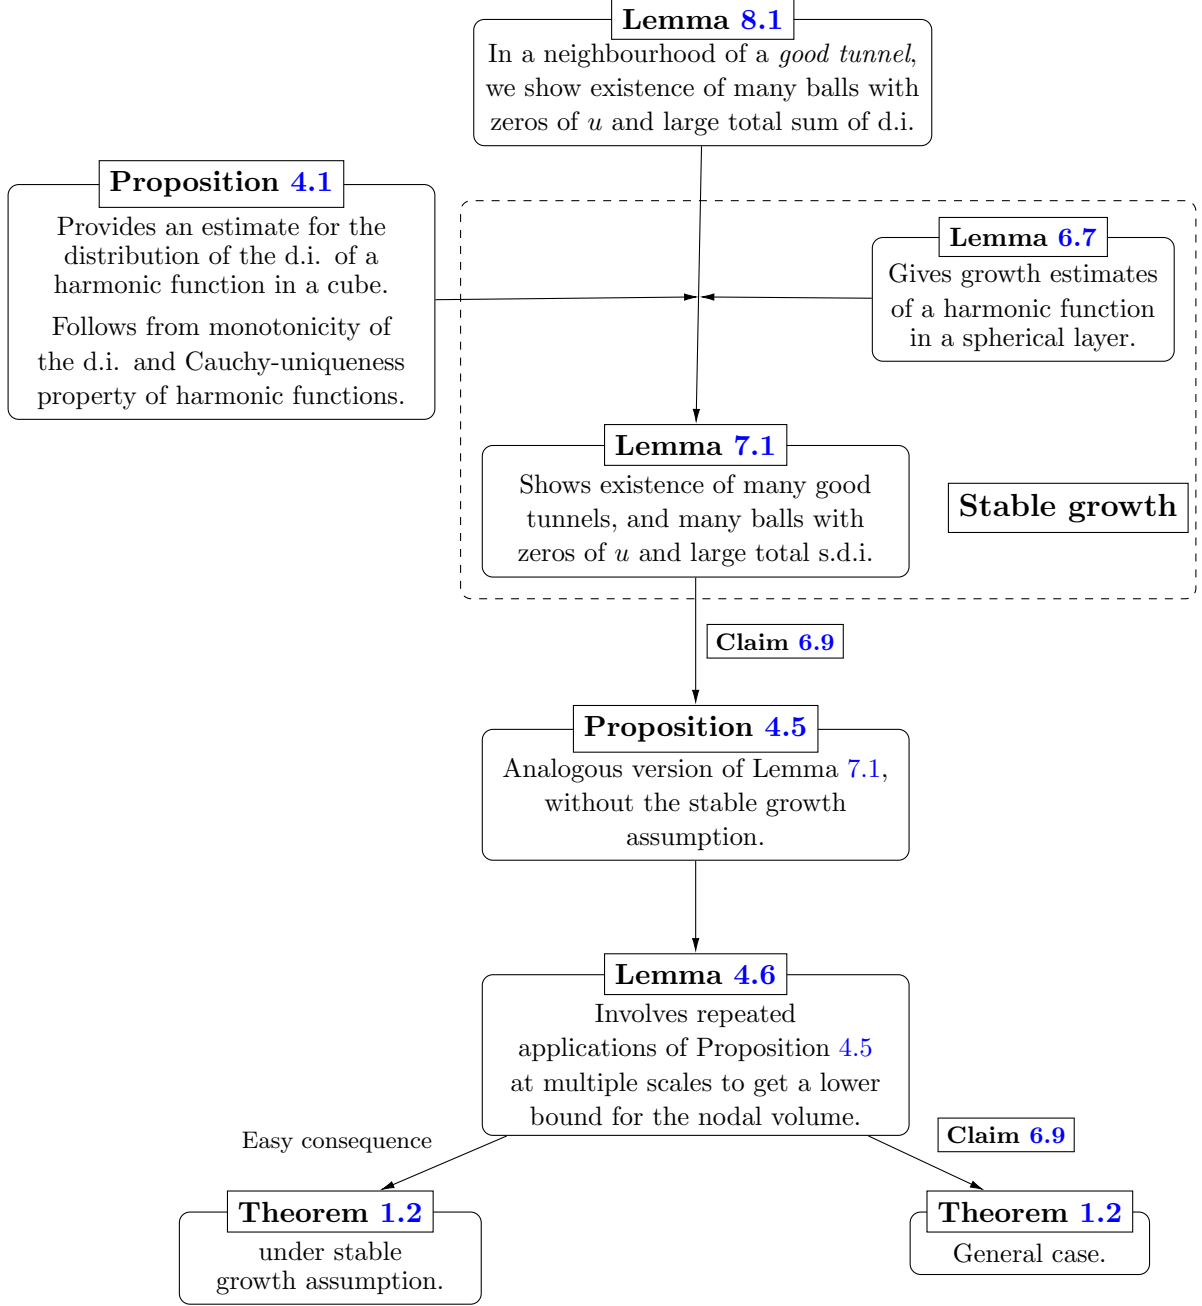 Lemma 8.1
In a neighbourhood of a good tunnel,
we show existence of many balls with
zeros of u and large total sum of d.i.
Proposition 4.1
Provides an estimate for the
distribution of the d.i. of a
harmonic function in a cube.
Follows from monotonicity of
the d.i. and Cauchy-uniqueness
property of harmonic functions.
Lemma 6.7
Gives growth estimates
of a harmonic function
in a spherical layer.
Lemma 7.1
Shows existence of many good
tunnels, and many balls with
zeros of u and large total s.d.i.
Stable growth
Claim 6.9
Proposition 4.5
Analogous version of Lemma 7.1,
without the stable growth
assumption.
Lemma 4.6
Involves repeated
applications of Proposition 4.5
at multiple scales to get a lower
bound for the nodal volume.
Easy consequence
Claim 6.9
Theorem 1.2
under stable
growth assumption.
Theorem 1.2
General case.